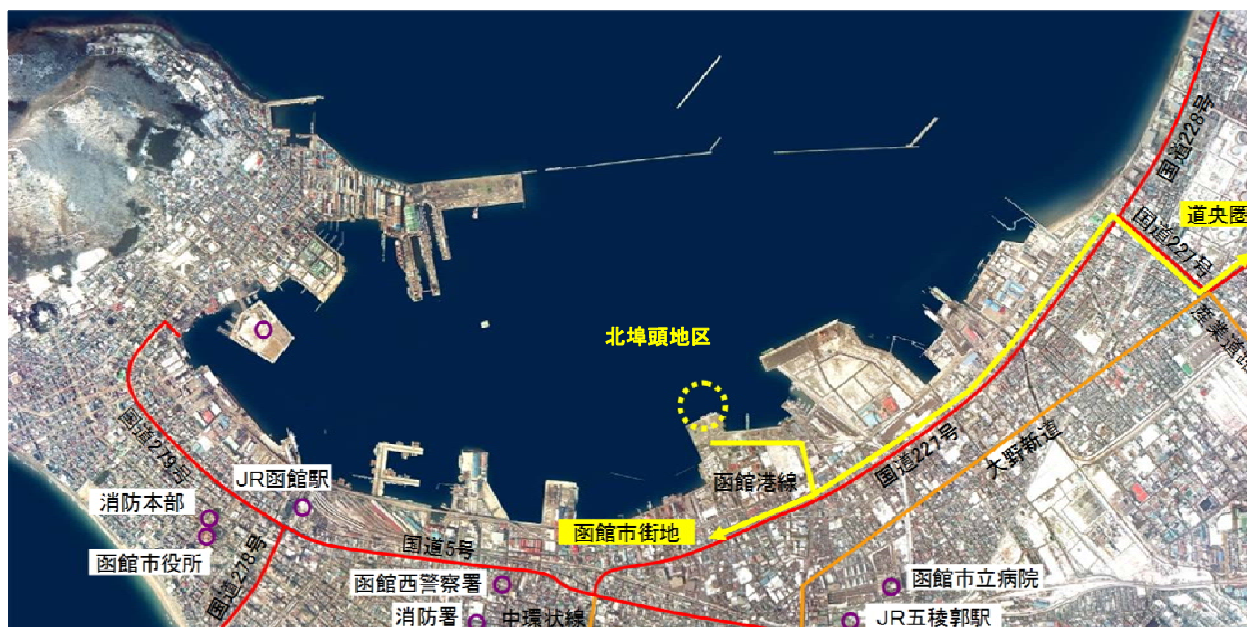 国道228号
道央圏
国道227号
産業道路
北埠頭地区
国道279号
国道227号
大野新道
JR函館駅
函館港線
消防本部
函館市街地
函館市役所
国道278号
国道5号
函館西警察署
函館市立病院
消防署
中環状線
JR五稜郭駅